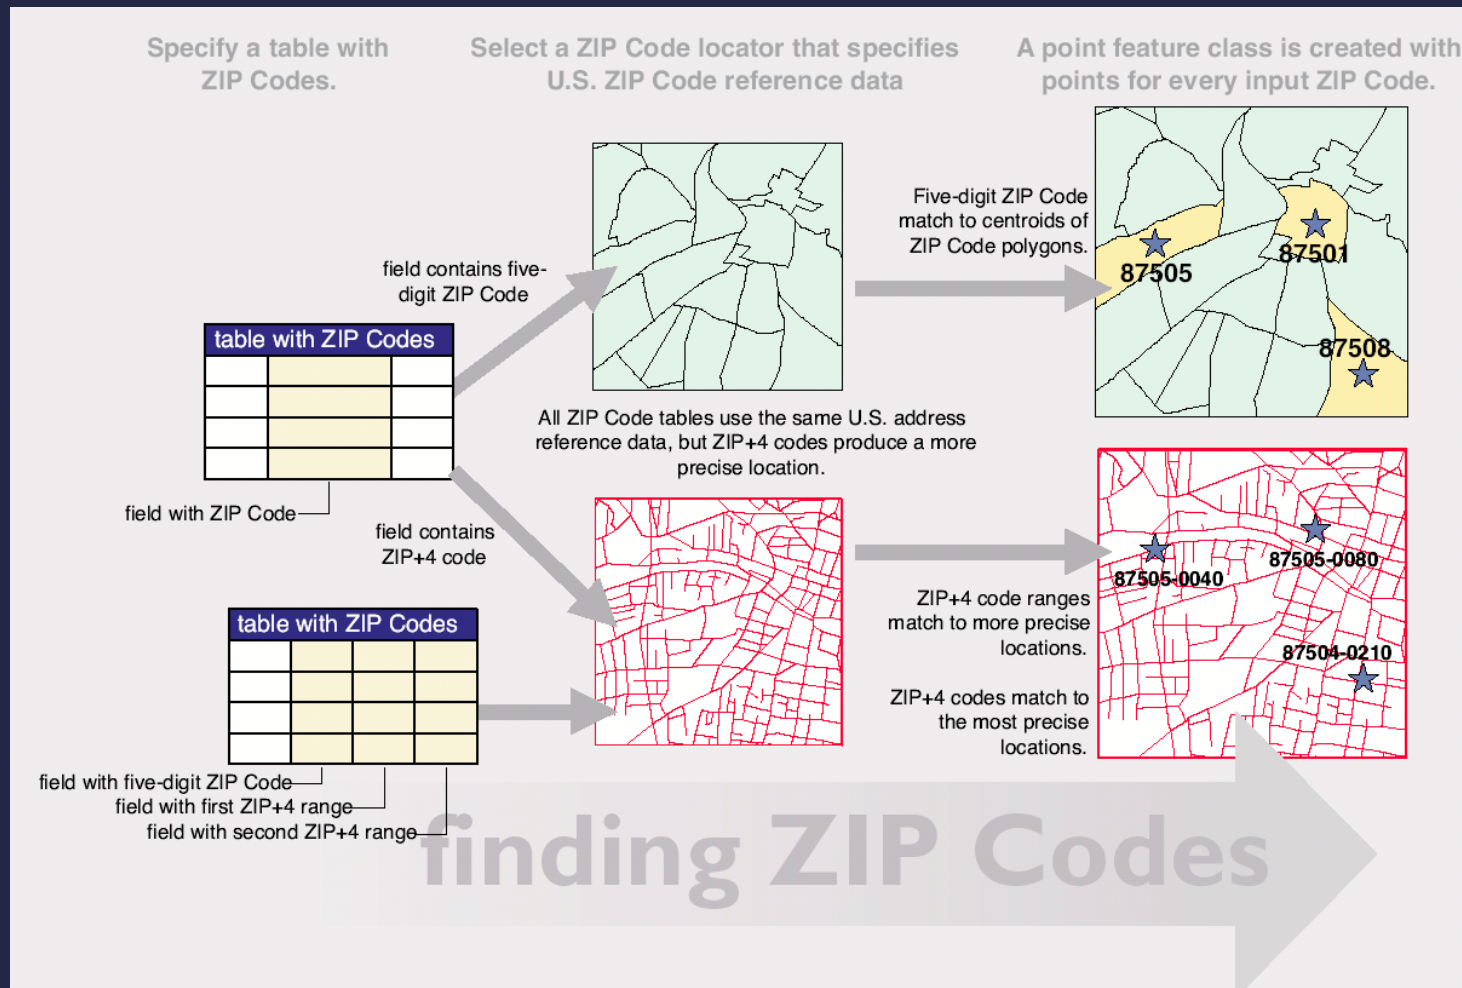 Specify a table with
ZIP Codes.
Select a ZIP Code locator that specifies
U.S. ZIP Code reference data
A point feature class is created with
points for every input ZIP Code.
field contains five-
digit ZIP Code
Five-digit ZIP Code
match to centroids of
ZIP Code polygons.
87505
87501
87508
table with ZIP Codes
field with ZIP Code
All ZIP Code tables use the same U.S. address
reference data, but ZIP+4 codes produce a more
precise location.
field contains
ZIP+4 code
87505-0040
87505-0080
87504-0210
ZIP+4 code ranges
match to more precise
locations.
ZIP+4 codes match to
the most precise
locations.
table with ZIP Codes
field with five-digit ZIP Code
field with first ZIP+4 range
field with second ZIP+4 range
finding ZIP Codes